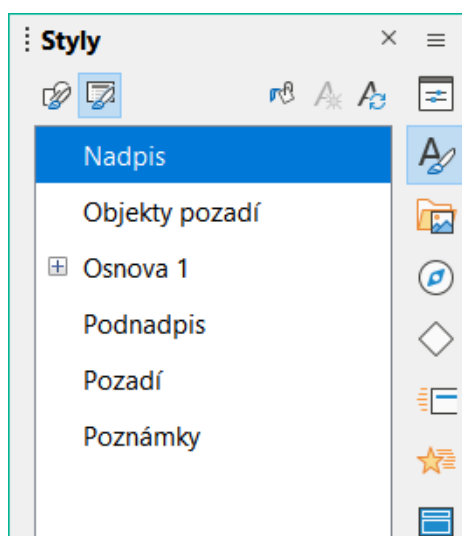 Styly
Nadpis
Objekty pozadí
Osnova 1
Podnadpis
Pozadí
Poznámky